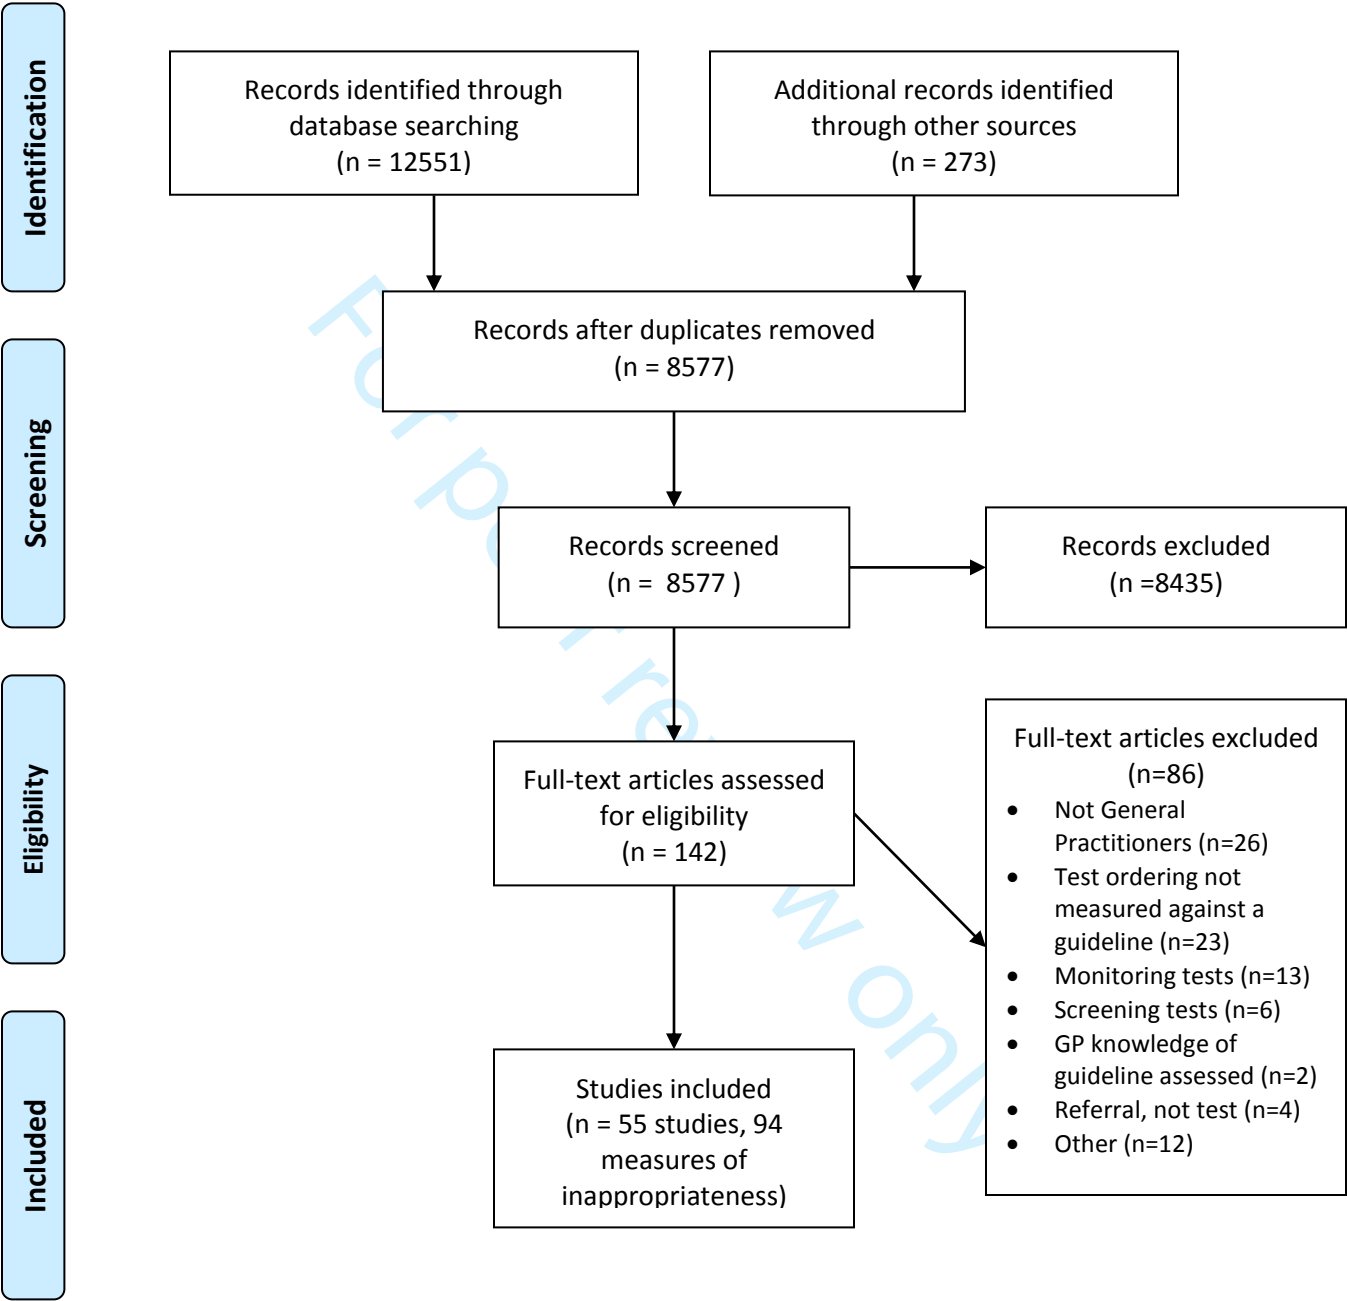 Identification
Records identified through
database searching
(n = 12551)
Additional records identified
through other sources
(n = 273)
Records after duplicates removed
(n = 8577)
Screening
Records screened
(n =  8577 )
Records excluded
(n =8435)
Eligibility
Full-text articles assessed
for eligibility
(n = 142)
Full-text articles excluded
(n=86)
• Not General
Practitioners (n=26)
• Test ordering not
measured against a
guideline (n=23)
• Monitoring tests (n=13)
• Screening tests (n=6)
• GP knowledge of
guideline assessed (n=2)
• Referral, not test (n=4)
• Other (n=12)
Included
Studies included
(n = 55 studies, 94
measures of
inappropriateness)
For peer review only